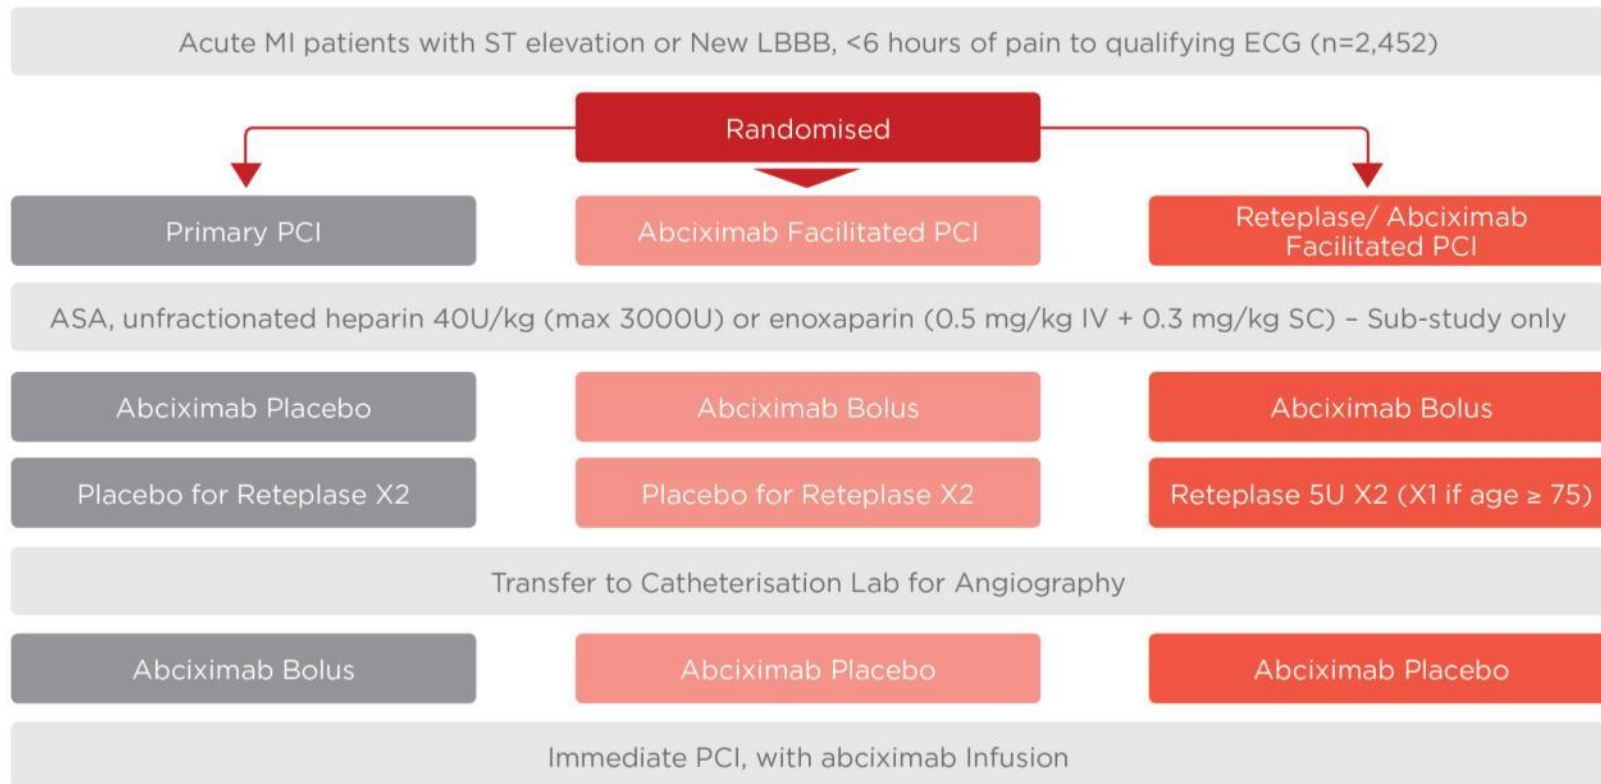 Acute MI patients with ST elevation or New LBBB, <6 hours of pain to qualifying ECG (n=2,452)
Randomised
Primary PCI
Abciximab Facilitated PCI
Reteplase/ Abciximab
Facilitated PCI
ASA, unfractionated heparin 40U/kg (max 3000U) or enoxaparin (0.5 mg/kg IV + 0.3 mg/kg SC) – Sub-study only
Abciximab Placebo
Abciximab Bolus
Abciximab Bolus
Placebo for Reteplase X2
Placebo for Reteplase X2
Reteplase 5U X2 (X1 if age ≥ 75)
Transfer to Catheterisation Lab for Angiography
Abciximab Bolus
Abciximab Placebo
Abciximab Placebo
Immediate PCI, with abciximab Infusion